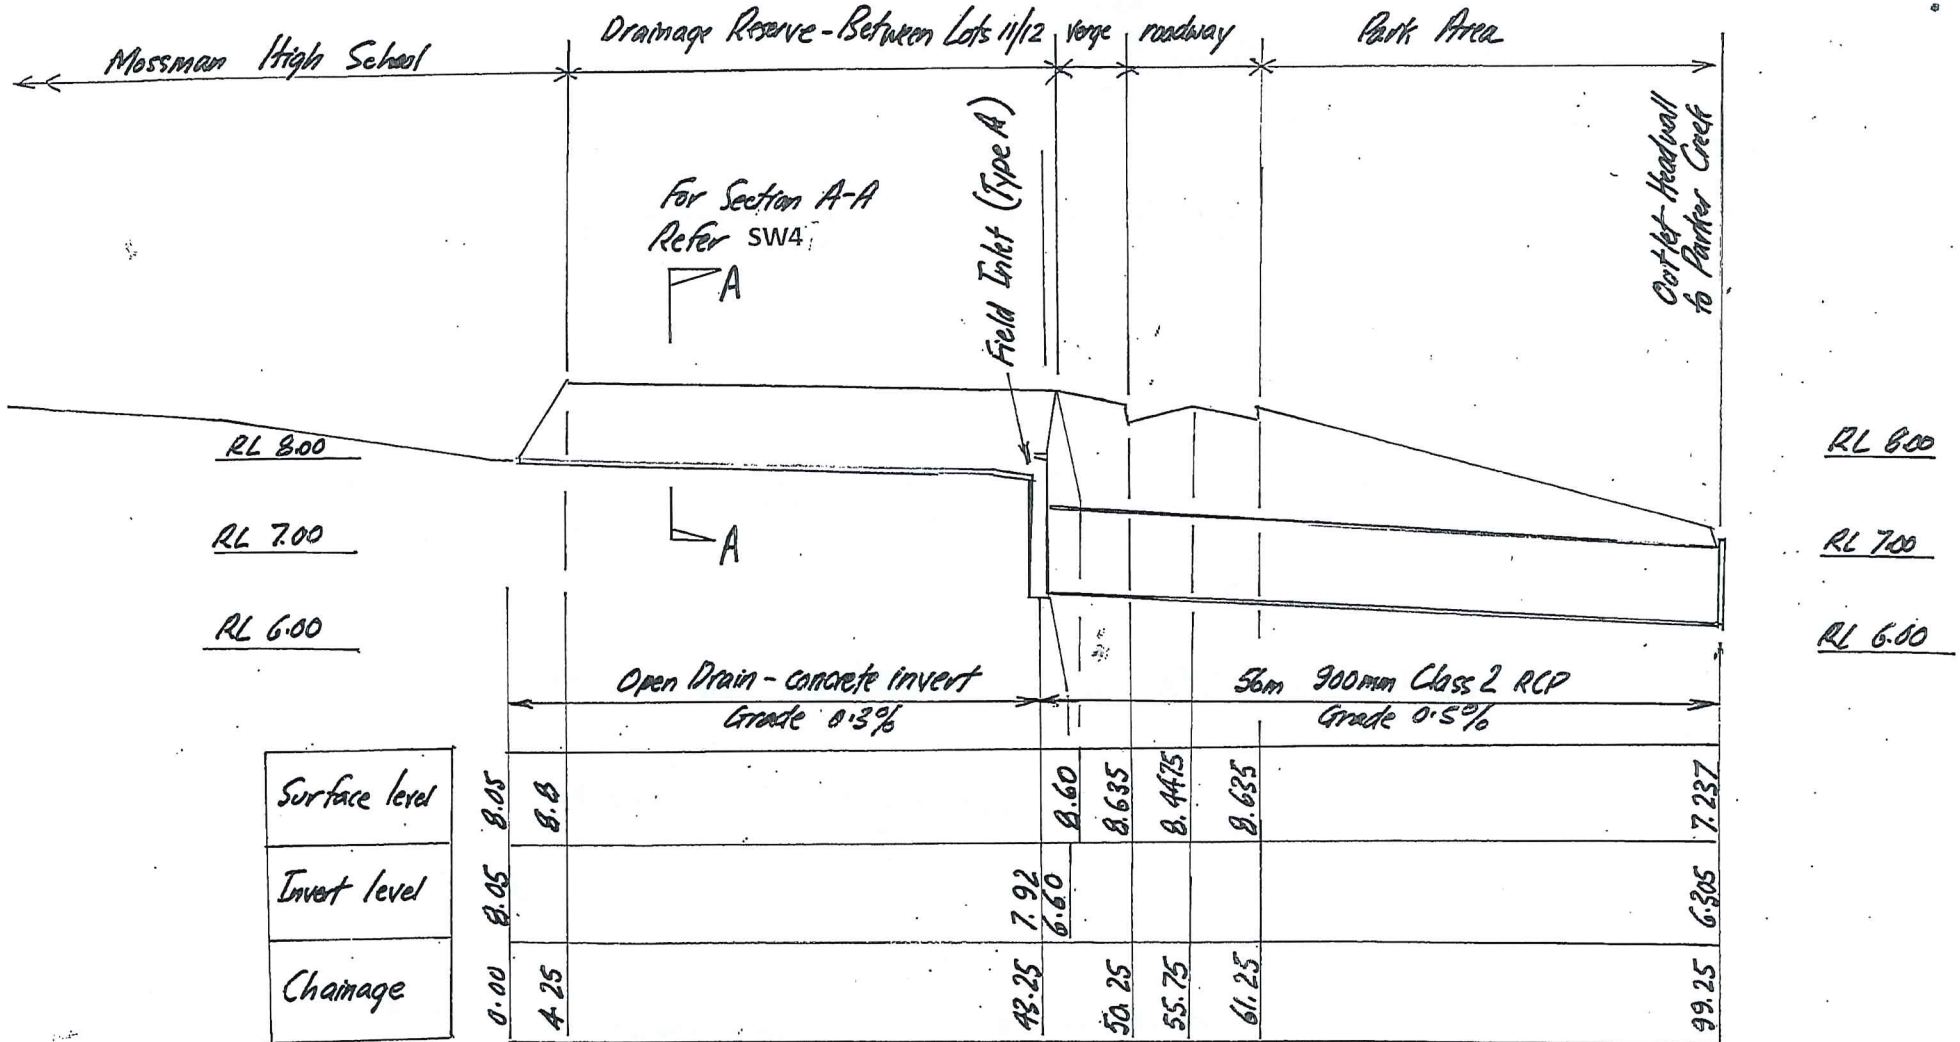 Mossman High School
Drainage Reserve - Between Lots 11/12
verge
roadway
Park Area
Field Inlet (Type A)
Outlet Headwall
to Parker Creek
For Section A-A
Refer SW4
A
A
RL 8.00
RL 7.00
RL 6.00
RL 8.00
RL 7.00
RL 6.00
Open Drain - concrete invert
Grade 0.3%
56m 900mm Class 2 RCP
Grade 0.5%
Surface level 8.05 8.8 8.60 8.635 8.4475 8.635 7.237
Invert level 8.05 7.92 6.60 6.305
Chainage 0.00 4.25 43.25 50.25 55.75 61.25 99.25